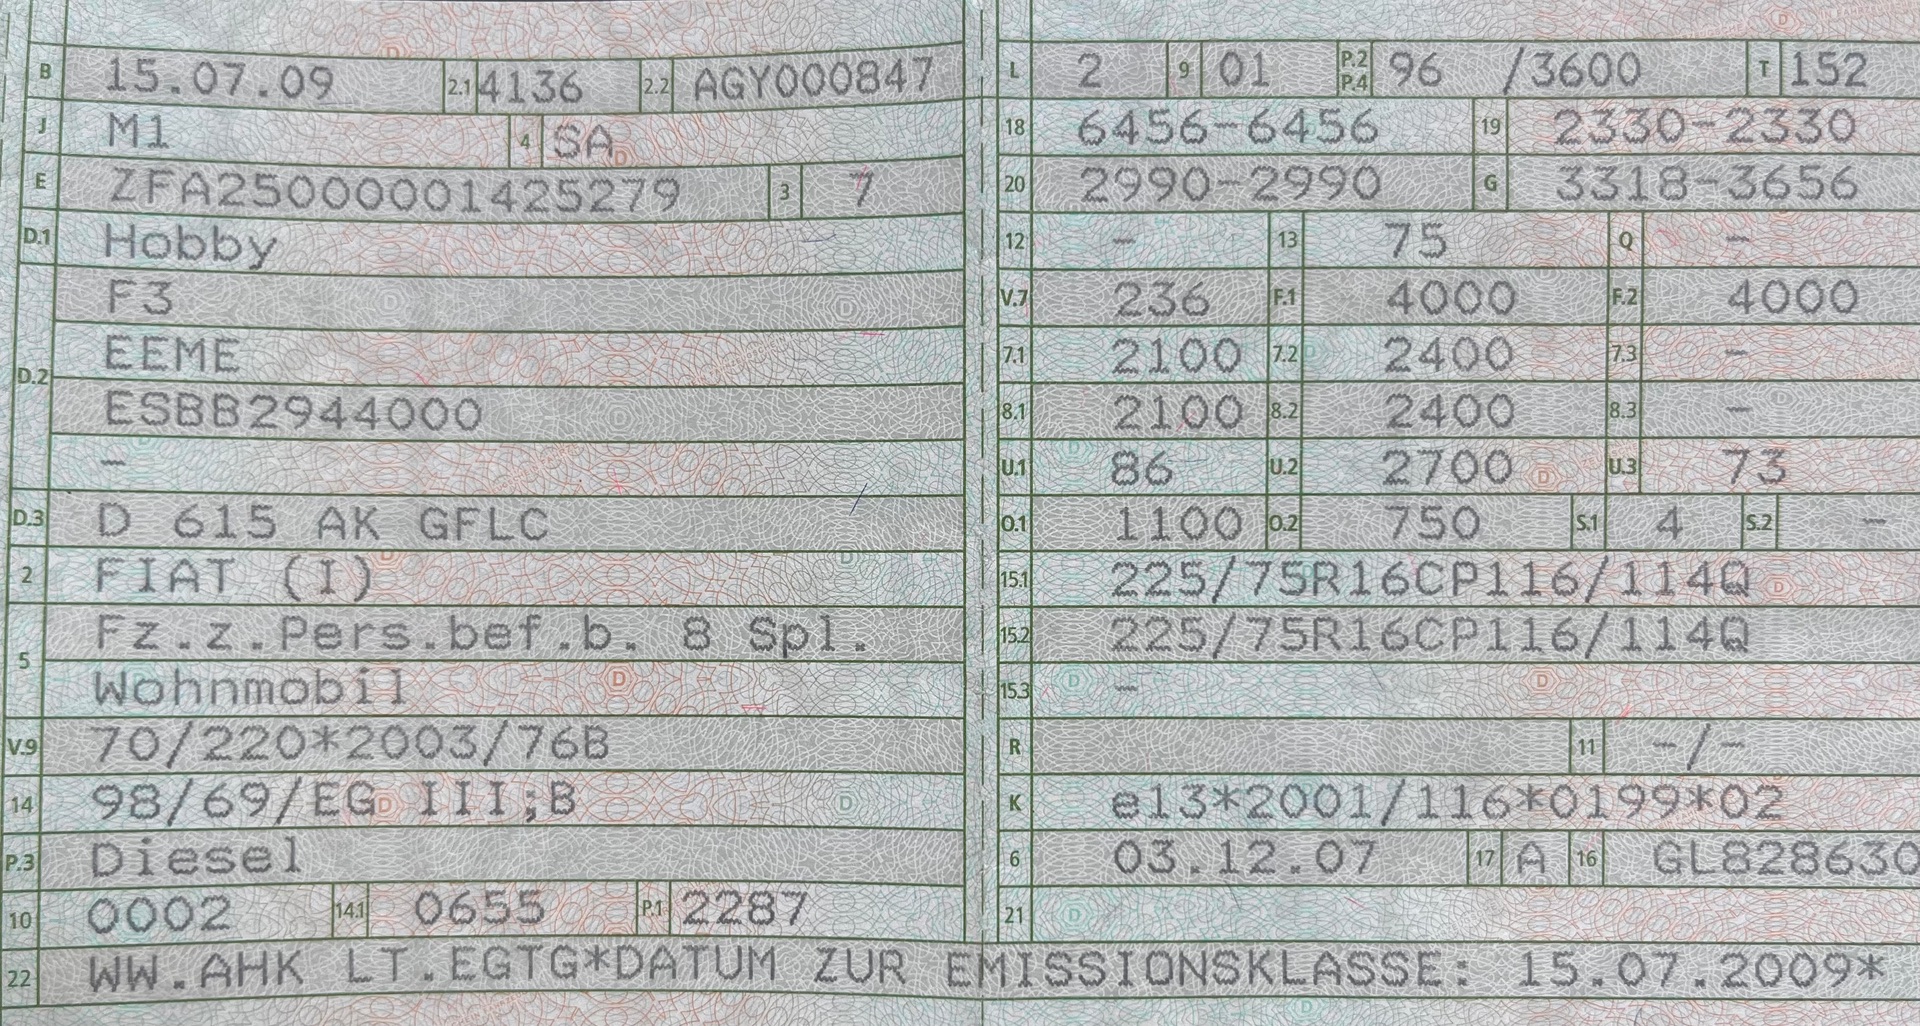 B 15.07.09 2.1 4136 2.2 AGY000847
J M1 4 SA
E ZFA25000001425279 3 7
D.1 Hobby
D.2 F3
EEME
ESBB2944000
–
D.3 D 615 AK GFLC
2 FIAT (I)
5 Fz.z.Pers.bef.b. 8 Spl.
Wohnmobil
V.9 70/220*2003/76B
14 98/69/EG III;B
P.3 Diesel
10 0002 14.1 0655 P.1 2287
L 2 9 01 P.2 P.4 96 /3600 T 152
18 6456-6456 19 2330-2330
20 2990-2990 G 3318-3656
12 – 13 75 Q –
V.7 236 F.1 4000 F.2 4000
7.1 2100 7.2 2400 7.3 –
8.1 2100 8.2 2400 8.3 –
U.1 86 U.2 2700 U.3 73
O.1 1100 O.2 750 S.1 4 S.2 –
15.1 225/75R16CP116/114Q
15.2 225/75R16CP116/114Q
15.3 –
R 11 –/–
K e13*2001/116*0199*02
6 03.12.07 17 A 16 GL828630
21
22 WW.AHK LT.EGTG*DATUM ZUR EMISSIONSKLASSE: 15.07.2009*